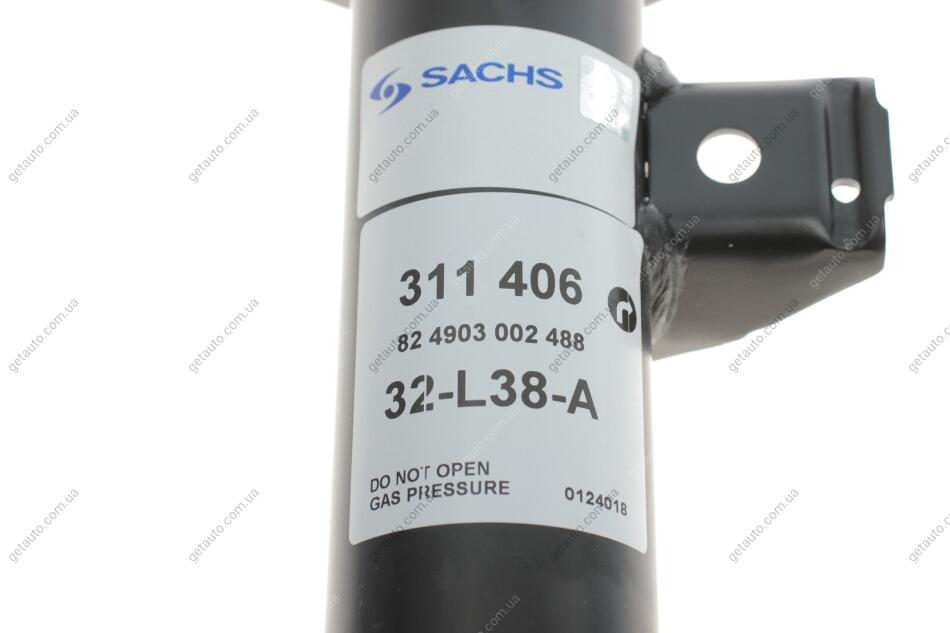 SACHS
311 406
82 4903 002 488
32-L38-A
DO NOT OPEN
GAS PRESSURE
0124018
getauto.com.ua